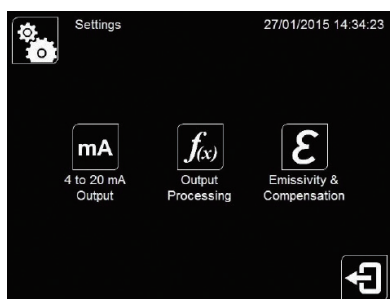 Settings
27/01/2015 14:34:23
mA
f(x)
ε
4 to 20 mA
Output
Output
Processing
Emissivity &
Compensation